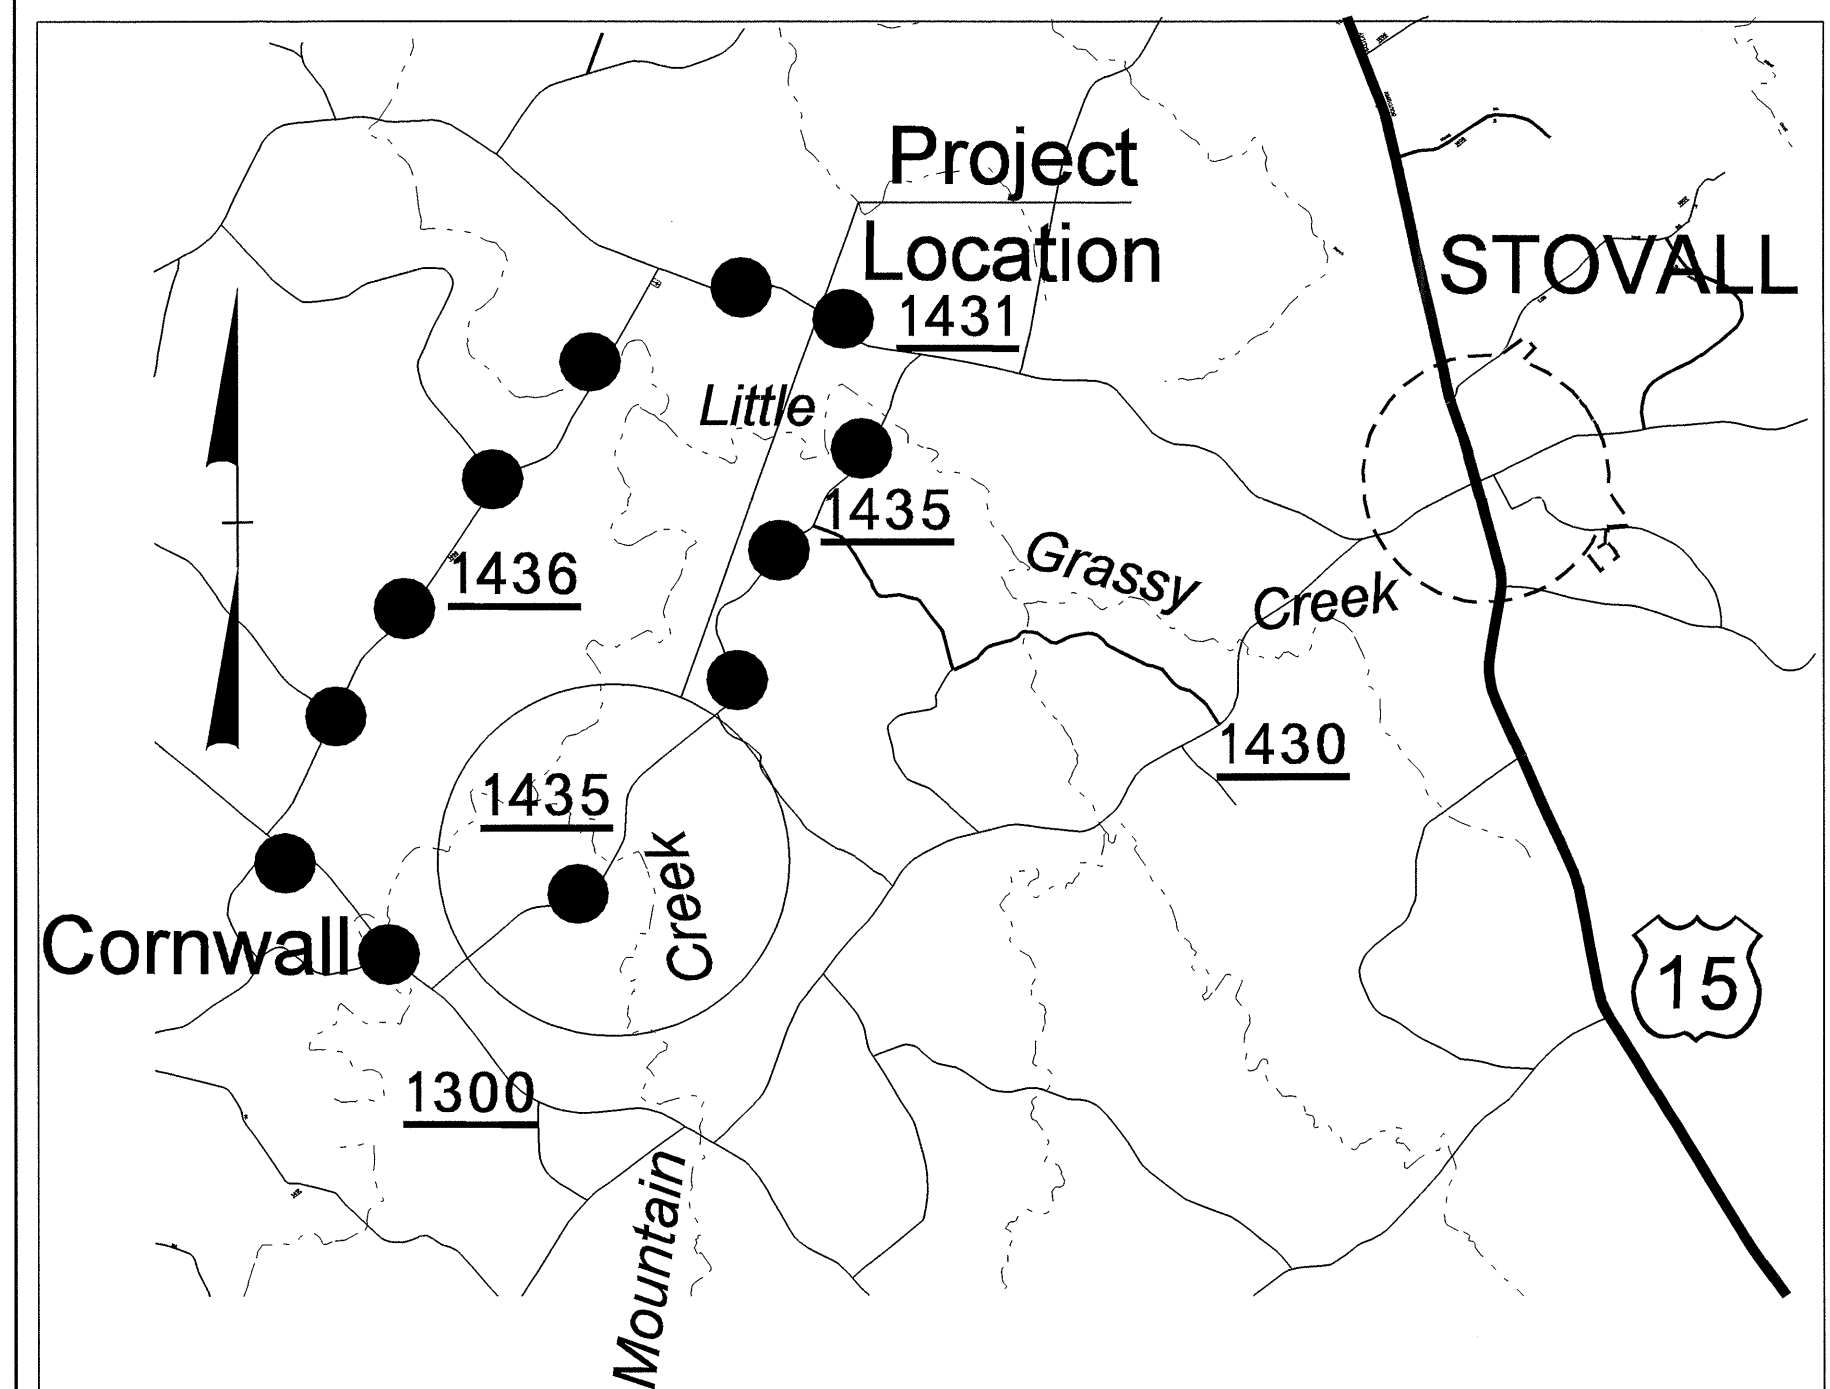 Project
Location
STOVALL
1431
Little
1435
Grassy
Creek
1436
1430
1435
Creek
Cornwall
15
1300
Mountain